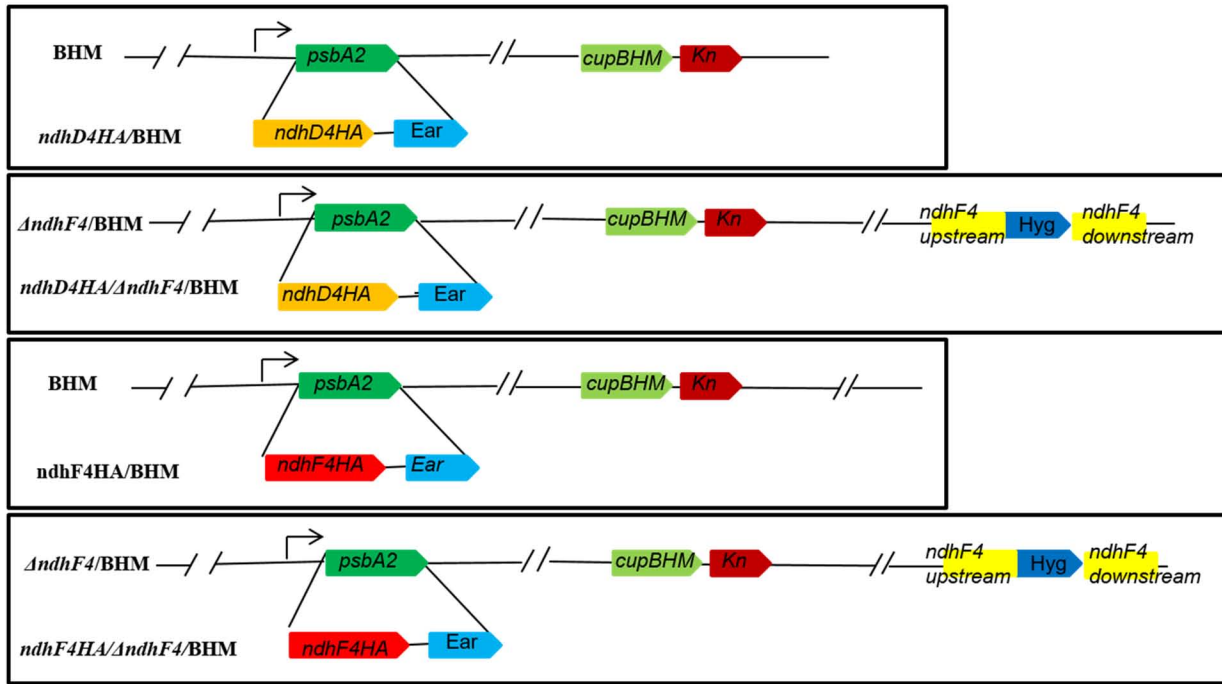 BHM
psbA2
cupBHM
Kn
ndhD4HA/BHM
ndhD4HA
Ear
ΔndhF4/BHM
psbA2
cupBHM
Kn
ndhF4
upstream
Hyg
ndhF4
downstream
ndhD4HA/ΔndhF4/BHM
ndhD4HA
Ear
BHM
psbA2
cupBHM
Kn
ndhF4HA/BHM
ndhF4HA
Ear
ΔndhF4/BHM
psbA2
cupBHM
Kn
ndhF4
upstream
Hyg
ndhF4
downstream
ndhF4HA/ΔndhF4/BHM
ndhF4HA
Ear